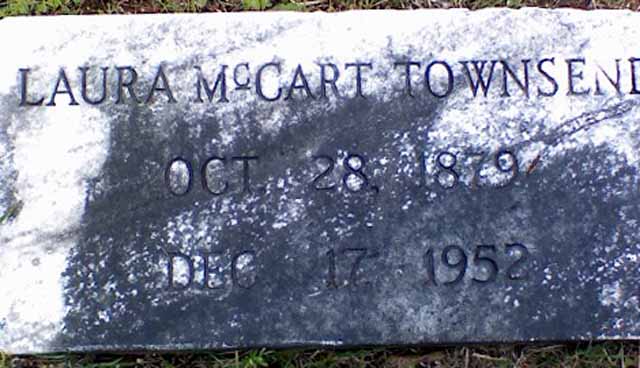 LAURA McCART TOWNSEND
OCT. 28, 1879
DEC 17 1952